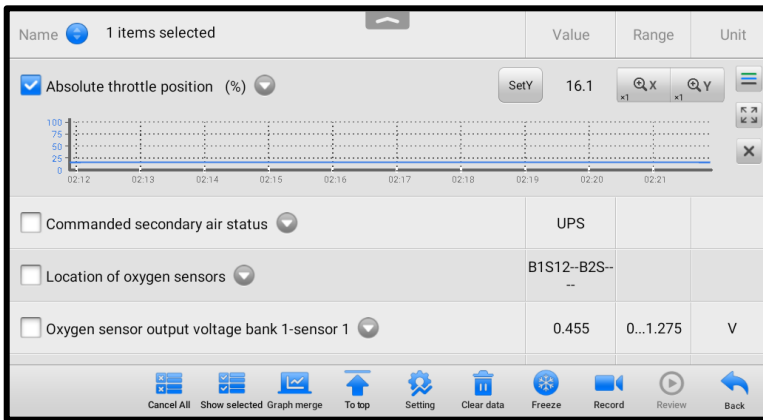 Name 1 items selected Value Range Unit
Absolute throttle position (%) SetY 16.1 ×1 X ×1 Y
100
75
50
25
0
02:12 02:13 02:14 02:15 02:16 02:17 02:18 02:19 02:20 02:21
Commanded secondary air status UPS
Location of oxygen sensors B1S12--B2S--
--
Oxygen sensor output voltage bank 1-sensor 1 0.455 0...1.275 V
Cancel All Show selected Graph merge To top Setting Clear data Freeze Record Review Back